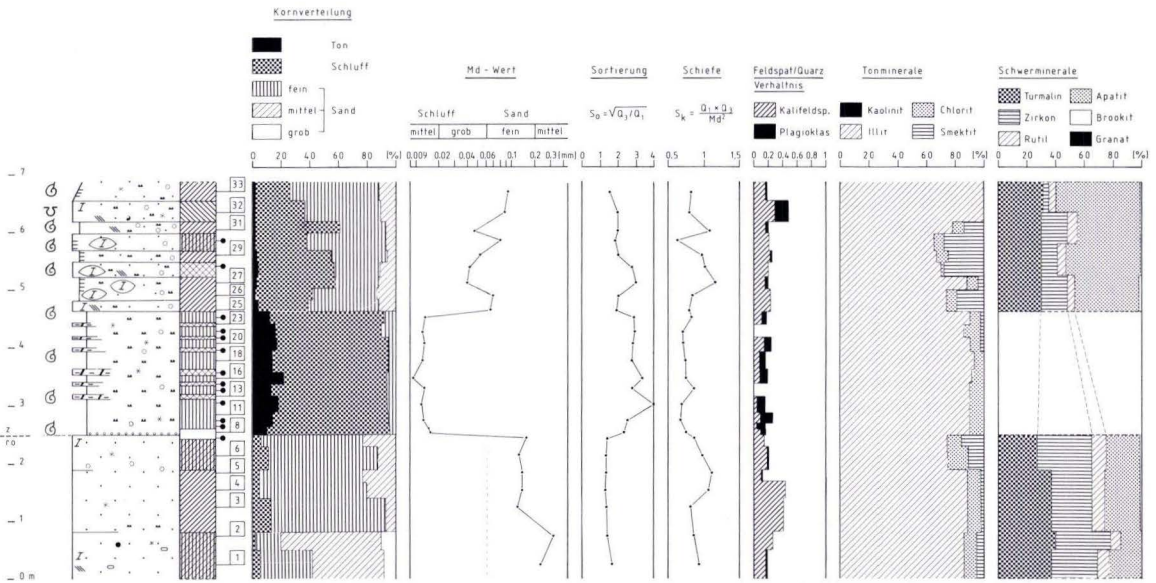 Kornverteilung
Ton
Schluff
fein
mittel
Sand
grob
Md - Wert
Schluff Sand
mittel grob fein mittel
0.009 0.02 0.02 0.06 0.1 0.2 0.3 (mm)
Sortierung
So = √Q3/Q1
0 1 2 3 4
Schiefe
Sk = Q1 × Q3 / Md²
0,5 1 1,5
Feldspat/Quarz
Verhältnis
Kalifeldsp.
Plagioklas
0 0.2 0.4 0.6 0.8 1
Tonminerale
Kaolinit
Illit
Chlorit
Smektit
0 20 40 60 80 [%]
Schwerminerale
Turmalin
Zirkon
Rutil
Apatit
Brookit
Granat
0 20 40 60 80 [%]
0 20 40 60 80 [%]
7
6
5
4
3
z
ro
2
1
0 m
33
32
31
29
27
26
25
23
20
18
16
13
11
8
6
5
4
3
2
1